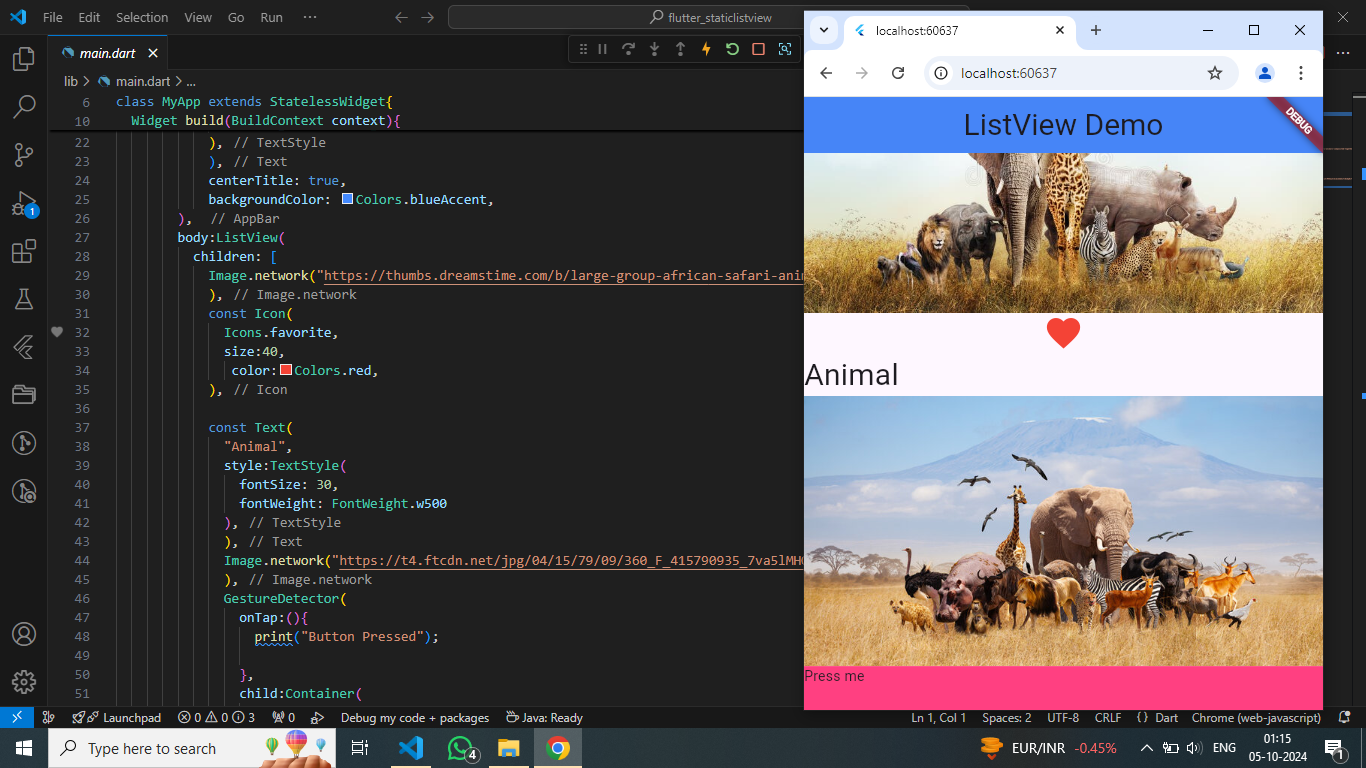 File Edit Selection View Go Run ··· flutter_staticlistview
main.dart
lib > main.dart > ...
6 class MyApp extends StatelessWidget{
10 Widget build(BuildContext context){
22 ), // TextStyle
23 ), // Text
24 centerTitle: true,
25 backgroundColor: Colors.blueAccent,
26 ), // AppBar
27 body:ListView(
28 children: [
29 Image.network("https://thumbs.dreamstime.com/b/large-group-african-safari-ani
30 ), // Image.network
31 const Icon(
32 Icons.favorite,
33 size:40,
34 color: Colors.red,
35 ), // Icon
36
37 const Text(
38 "Animal",
39 style:TextStyle(
40 fontSize: 30,
41 fontWeight: FontWeight.w500
42 ), // TextStyle
43 ), // Text
44 Image.network("https://t4.ftcdn.net/jpg/04/15/79/09/360_F_415790935_7va5lMH
45 ), // Image.network
46 GestureDetector(
47 onTap:(){
48 print("Button Pressed");
49
50 },
51 child:Container(
1
localhost:60637
localhost:60637
ListView Demo
DEBUG
Animal
Press me
Launchpad 0 0 3 0 Debug my code + packages Java: Ready Ln 1, Col 1 Spaces: 2 UTF-8 CRLF {} Dart Chrome (web-javascript)
Type here to search 4 EUR/INR -0.45% ENG 01:15
05-10-2024 1